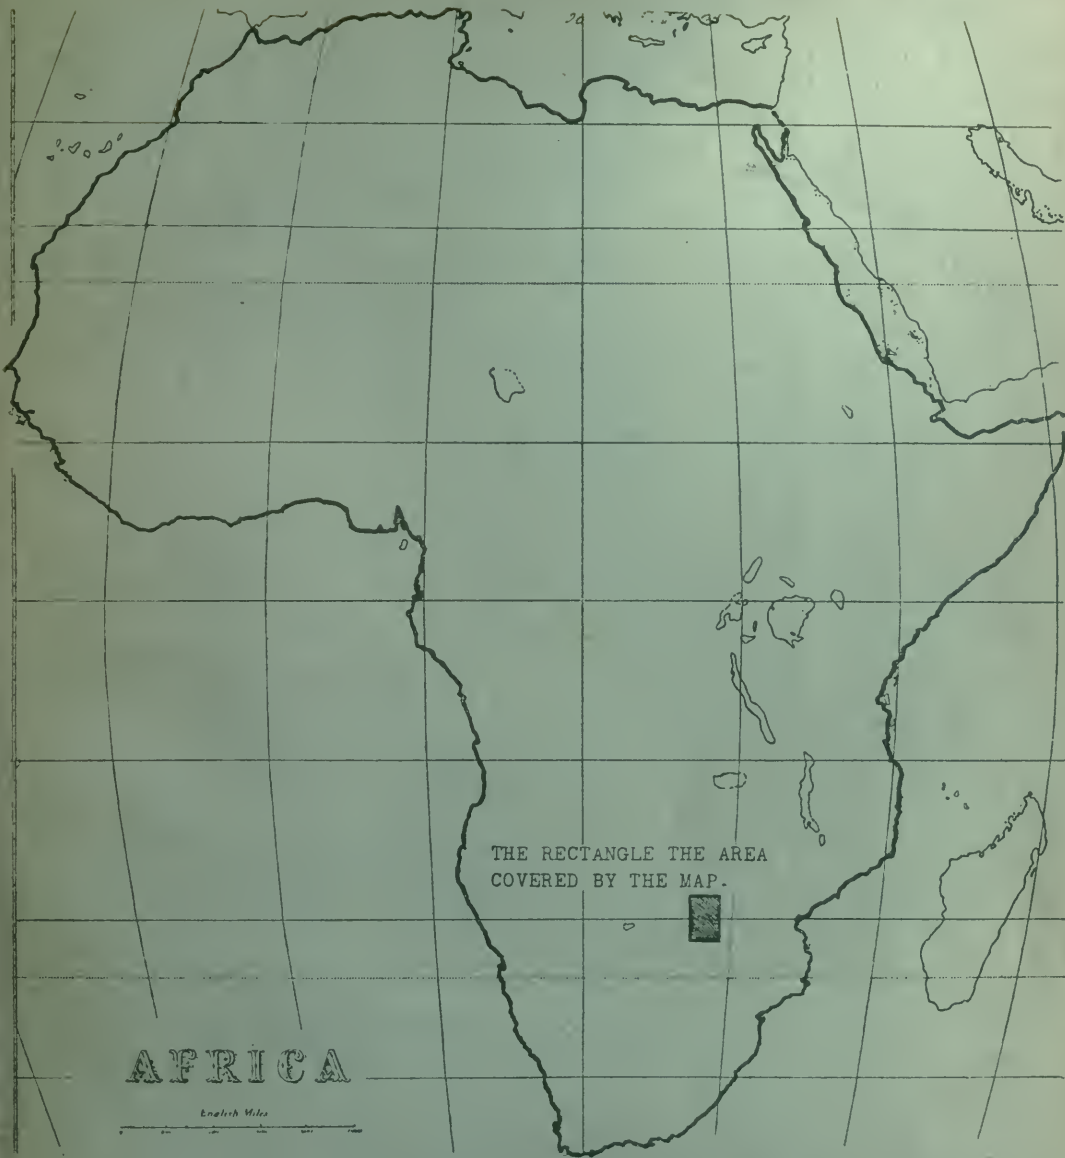 THE RECTANGLE THE AREA
COVERED BY THE MAP.
AFRICA
English Miles